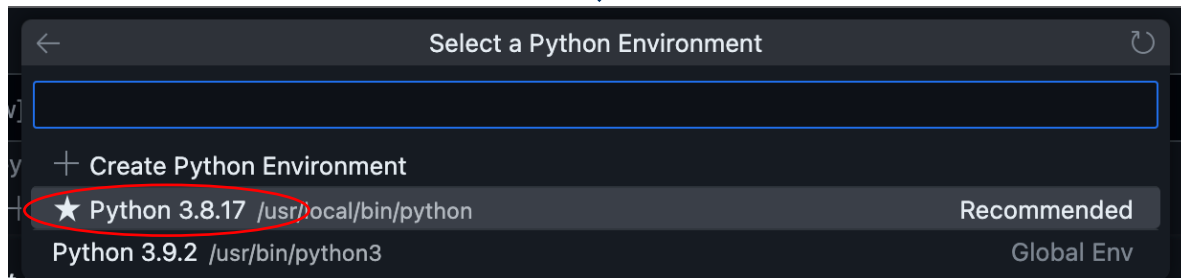 Select a Python Environment
Create Python Environment
Python 3.8.17 /usr/local/bin/python Recommended
Python 3.9.2 /usr/bin/python3 Global Env